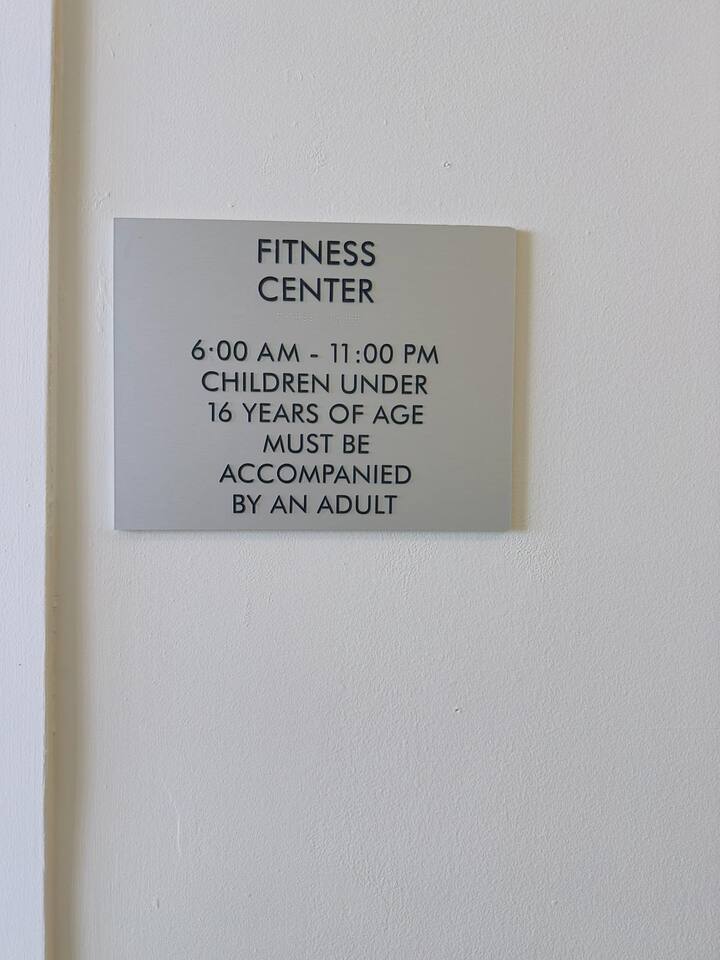 FITNESS
CENTER
6:00 AM - 11:00 PM
CHILDREN UNDER
16 YEARS OF AGE
MUST BE
ACCOMPANIED
BY AN ADULT